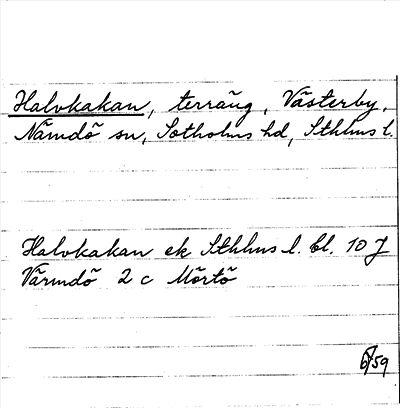 Halvkakan, terräng, Västerby,
Nämdö sn, Sotholms hd, Sthlms l.
Halvkakan ek Sthlms l. bl. 10 J
Värmdö 2 c Mörtö